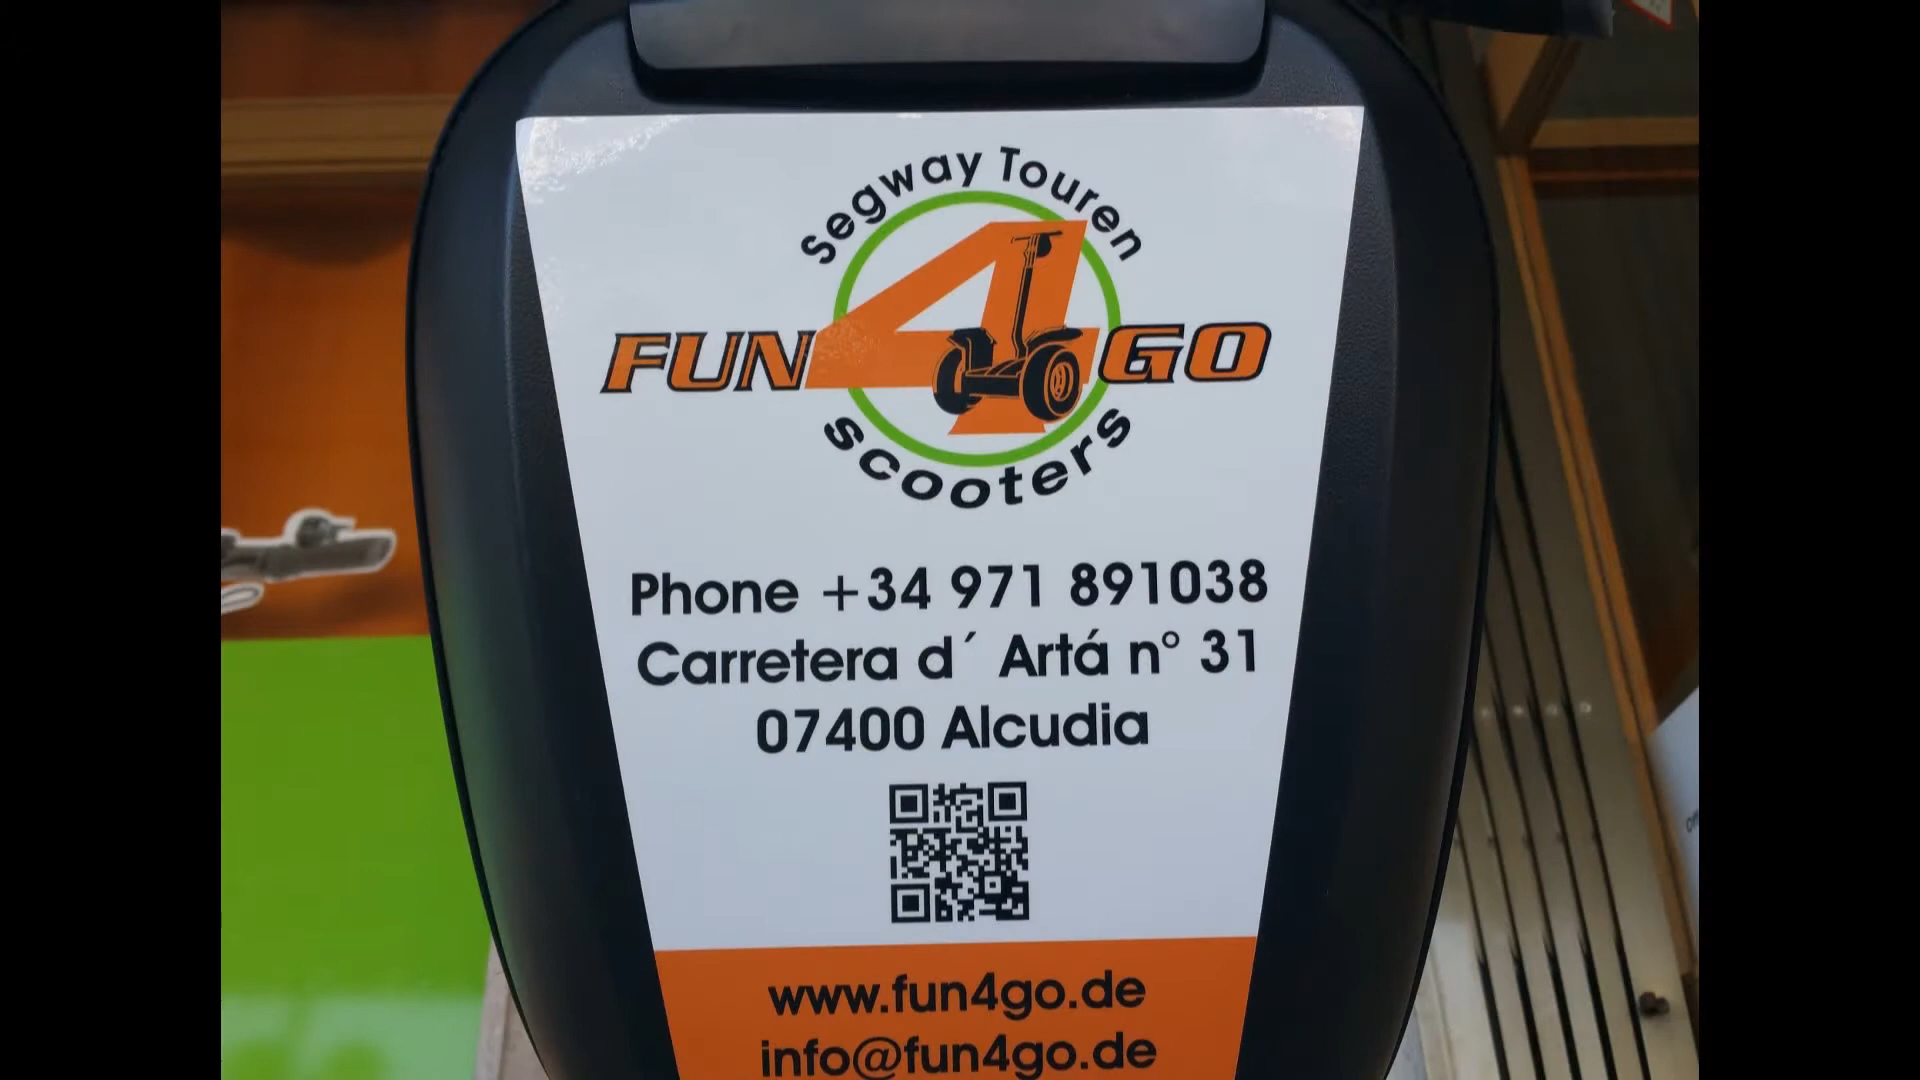 Segway Touren
FUN4GO
Scooters
Phone +34 971 891038
Carretera d´ Artá n° 31
07400 Alcudia
www.fun4go.de
info@fun4go.de